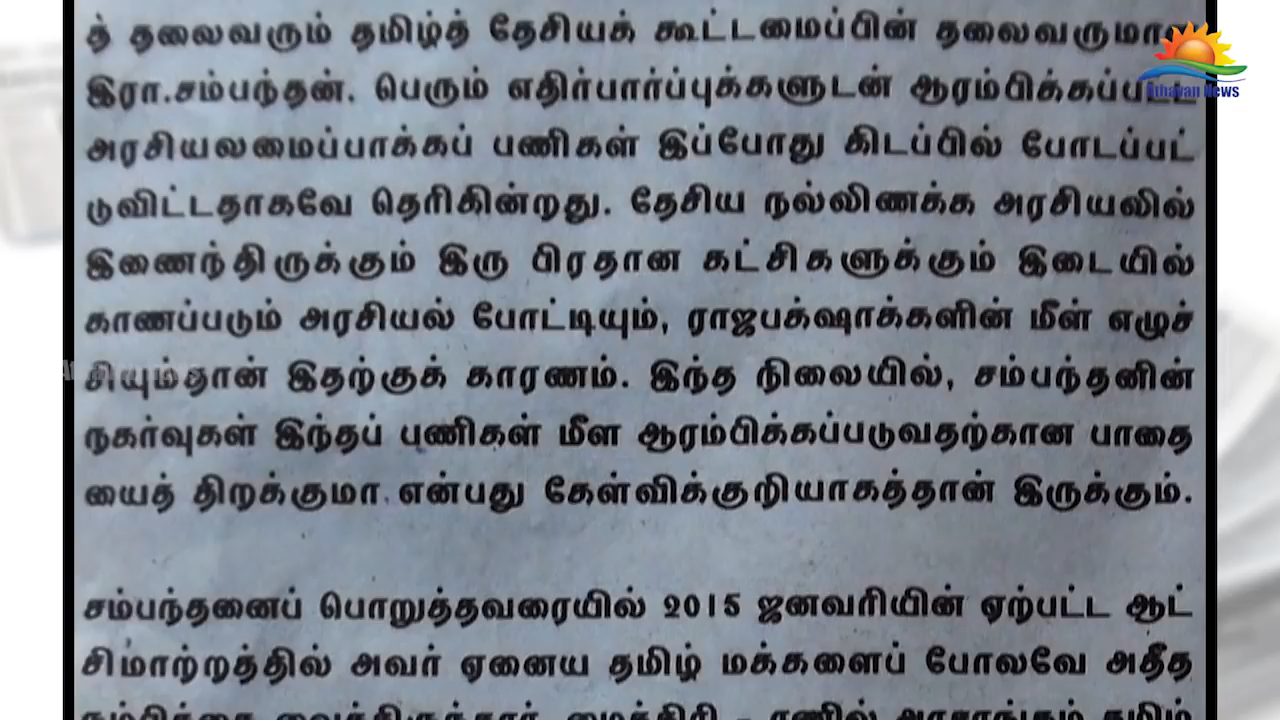 த் தலைவரும் தமிழ்த் தேசியக் கூட்டமைப்பின் தலைவருமான
Athavan News
இரா.சம்பந்தன். பெரும் எதிர்பார்ப்புக்களுடன் ஆரம்பிக்கப்பட்ட
அரசியலமைப்பாக்கப் பணிகள் இப்போது கிடப்பில் போடப்பட்
டுவிட்டதாகவே தெரிகின்றது. தேசிய நல்லிணக்க அரசியலில்
இணைந்திருக்கும் இரு பிரதான கட்சிகளுக்கும் இடையில்
காணப்படும் அரசியல் போட்டியும், ராஜபக்‌ஷாக்களின் மீள் எழுச்
சியும்தான் இதற்குக் காரணம். இந்த நிலையில், சம்பந்தனின்
நகர்வுகள் இந்தப் பணிகள் மீள ஆரம்பிக்கப்படுவதற்கான பாதை
யைத் திறக்குமா என்பது கேள்விக்குறியாகத்தான் இருக்கும்.
சம்பந்தனைப் பொறுத்தவரையில் 2015 ஜனவரியின் ஏற்பட்ட ஆட்
சிமாற்றத்தில் அவர் ஏனைய தமிழ் மக்களைப் போலவே அதீத